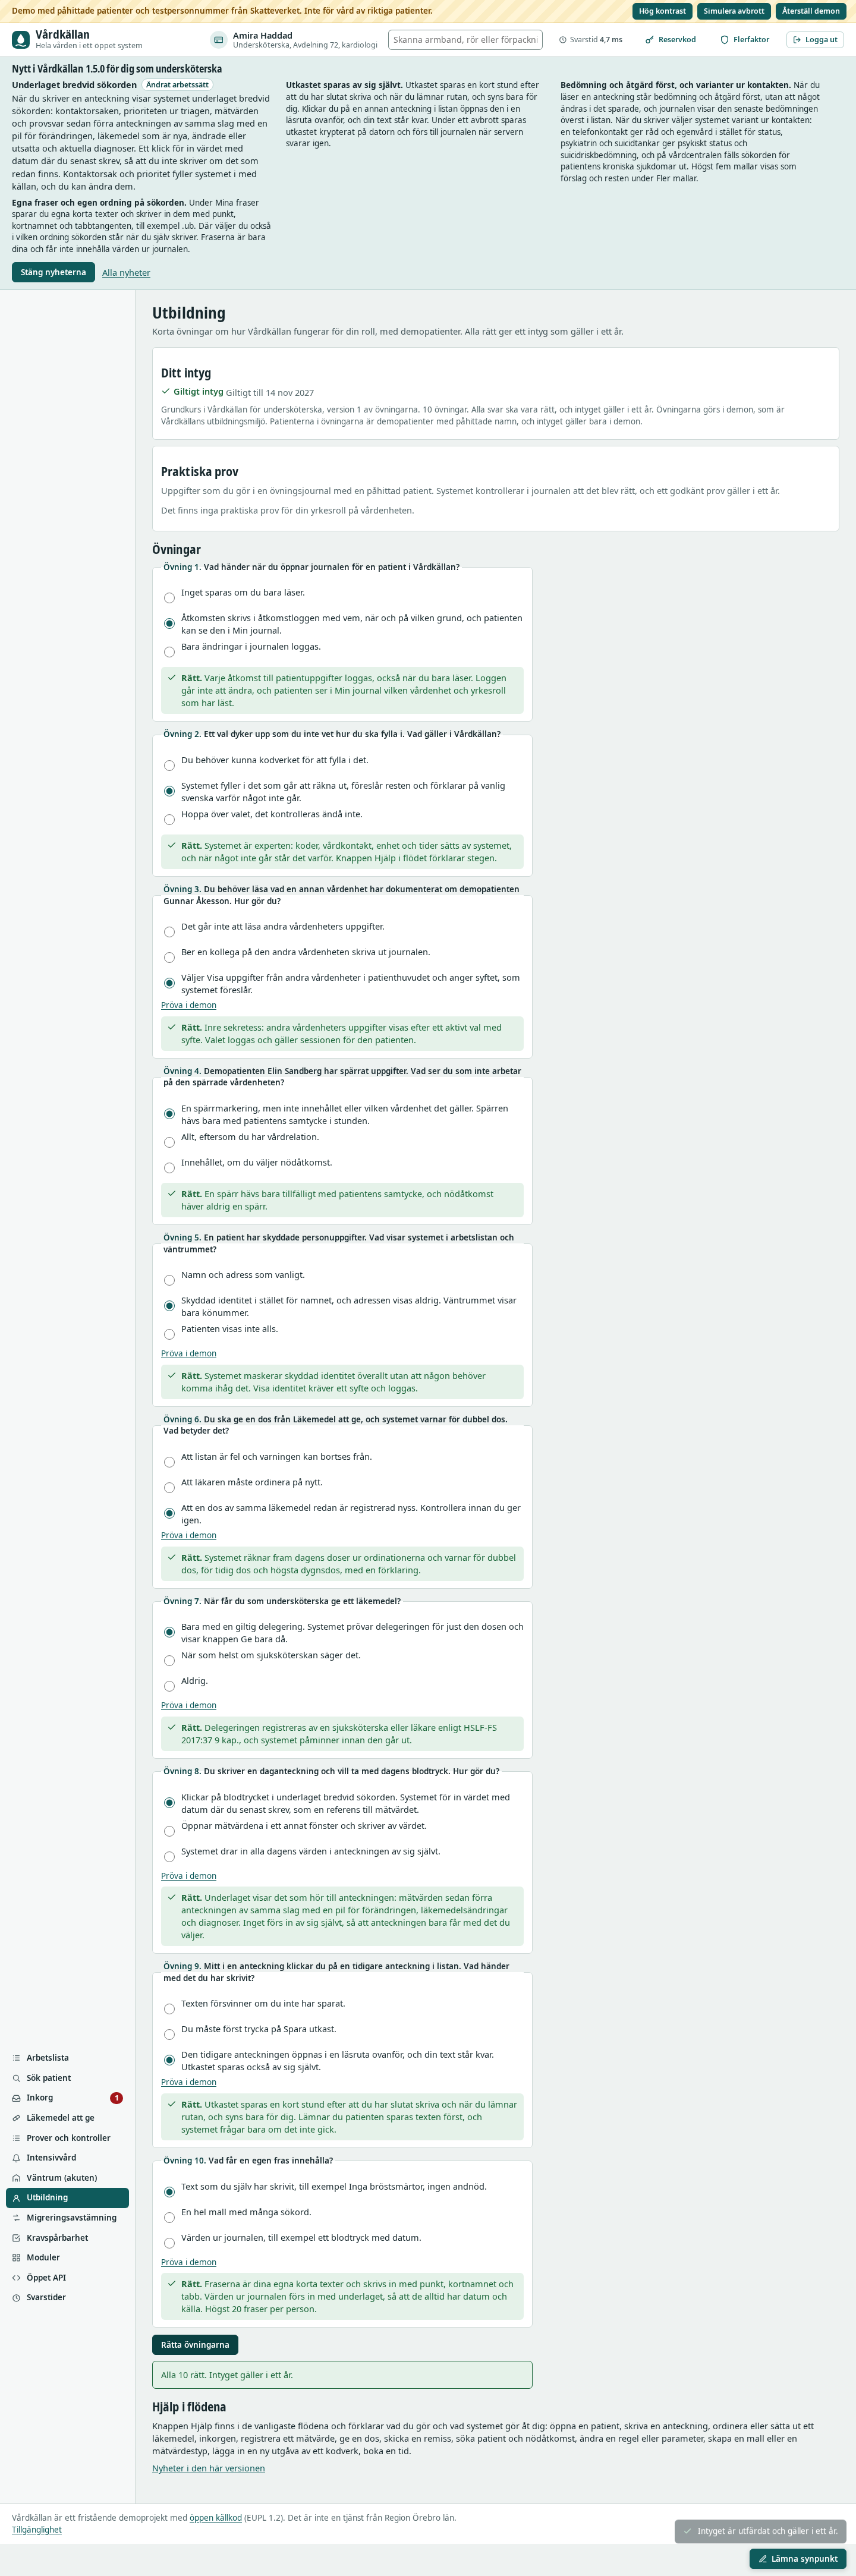 Demo med påhittade patienter och testpersonnummer från Skatteverket. Inte för vård av riktiga patienter.
Hög kontrast
Simulera avbrott
Återställ demon
Vårdkällan
Hela vården i ett öppet system
Amira Haddad
Undersköterska, Avdelning 72, kardiologi
Skanna armband, rör eller förpackni
Svarstid 4,7 ms
Reservkod
Flerfaktor
Logga ut
Nytt i Vårdkällan 1.5.0 för dig som undersköterska
Underlaget bredvid sökorden Ändrat arbetssätt
När du skriver en anteckning visar systemet underlaget bredvid
sökorden: kontaktorsaken, prioriteten ur triagen, mätvärden
och provsvar sedan förra anteckningen av samma slag med en
pil för förändringen, läkemedel som är nya, ändrade eller
utsatta och aktuella diagnoser. Ett klick för in värdet med
datum där du senast skrev, så att du inte skriver om det som
redan finns. Kontaktorsak och prioritet fyller systemet i med
källan, och du kan ändra dem.
Egna fraser och egen ordning på sökorden. Under Mina fraser
sparar du egna korta texter och skriver in dem med punkt,
kortnamnet och tabbtangenten, till exempel .ub. Där väljer du också
i vilken ordning sökorden står när du själv skriver. Fraserna är bara
dina och får inte innehålla värden ur journalen.
Utkastet sparas av sig självt. Utkastet sparas en kort stund efter
att du har slutat skriva och när du lämnar rutan, och syns bara för
dig. Klickar du på en annan anteckning i listan öppnas den i en
läsruta ovanför, och din text står kvar. Under ett avbrott sparas
utkastet krypterat på datorn och förs till journalen när servern
svarar igen.
Bedömning och åtgärd först, och varianter ur kontakten. När du
läser en anteckning står bedömning och åtgärd först, utan att något
ändras i det sparade, och en lång anteckning visar bedömningen
överst i listan. När du skriver väljer systemet variant ur kontakten:
en telefonkontakt ger råd och egenvård i stället för status,
psykiatrin och suicidtankar ger psykiskt status och
suicidriskbedömning, och på vårdcentralen fälls sökorden för
patientens kroniska sjukdomar ut. Högst fem mallar visas som
förslag och resten under Fler mallar.
Stäng nyheterna
Alla nyheter
Utbildning
Korta övningar om hur Vårdkällan fungerar för din roll, med demopatienter. Alla rätt ger ett intyg som gäller i ett år.
Ditt intyg
Giltigt intyg Giltigt till 14 nov 2027
Grundkurs i Vårdkällan för undersköterska, version 1 av övningarna. 10 övningar. Alla svar ska vara rätt, och intyget gäller i ett år. Övningarna görs i demon, som är
Vårdkällans utbildningsmiljö. Patienterna i övningarna är demopatienter med påhittade namn, och intyget gäller bara i demon.
Praktiska prov
Uppgifter som du gör i en övningsjournal med en påhittad patient. Systemet kontrollerar i journalen att det blev rätt, och ett godkänt prov gäller i ett år.
Det finns inga praktiska prov för din yrkesroll på vårdenheten.
Övningar
Övning 1. Vad händer när du öppnar journalen för en patient i Vårdkällan?
Inget sparas om du bara läser.
Åtkomsten skrivs i åtkomstloggen med vem, när och på vilken grund, och patienten
kan se den i Min journal.
Bara ändringar i journalen loggas.
Rätt. Varje åtkomst till patientuppgifter loggas, också när du bara läser. Loggen
går inte att ändra, och patienten ser i Min journal vilken vårdenhet och yrkesroll
som har läst.
Övning 2. Ett val dyker upp som du inte vet hur du ska fylla i. Vad gäller i Vårdkällan?
Du behöver kunna kodverket för att fylla i det.
Systemet fyller i det som går att räkna ut, föreslår resten och förklarar på vanlig
svenska varför något inte går.
Hoppa över valet, det kontrolleras ändå inte.
Rätt. Systemet är experten: koder, vårdkontakt, enhet och tider sätts av systemet,
och när något inte går står det varför. Knappen Hjälp i flödet förklarar stegen.
Övning 3. Du behöver läsa vad en annan vårdenhet har dokumenterat om demopatienten
Gunnar Åkesson. Hur gör du?
Det går inte att läsa andra vårdenheters uppgifter.
Ber en kollega på den andra vårdenheten skriva ut journalen.
Väljer Visa uppgifter från andra vårdenheter i patienthuvudet och anger syftet, som
systemet föreslår.
Pröva i demon
Rätt. Inre sekretess: andra vårdenheters uppgifter visas efter ett aktivt val med
syfte. Valet loggas och gäller sessionen för den patienten.
Övning 4. Demopatienten Elin Sandberg har spärrat uppgifter. Vad ser du som inte arbetar
på den spärrade vårdenheten?
En spärrmarkering, men inte innehållet eller vilken vårdenhet det gäller. Spärren
hävs bara med patientens samtycke i stunden.
Allt, eftersom du har vårdrelation.
Innehållet, om du väljer nödåtkomst.
Rätt. En spärr hävs bara tillfälligt med patientens samtycke, och nödåtkomst
häver aldrig en spärr.
Övning 5. En patient har skyddade personuppgifter. Vad visar systemet i arbetslistan och
väntrummet?
Namn och adress som vanligt.
Skyddad identitet i stället för namnet, och adressen visas aldrig. Väntrummet visar
bara könummer.
Patienten visas inte alls.
Pröva i demon
Rätt. Systemet maskerar skyddad identitet överallt utan att någon behöver
komma ihåg det. Visa identitet kräver ett syfte och loggas.
Övning 6. Du ska ge en dos från Läkemedel att ge, och systemet varnar för dubbel dos.
Vad betyder det?
Att listan är fel och varningen kan bortses från.
Att läkaren måste ordinera på nytt.
Att en dos av samma läkemedel redan är registrerad nyss. Kontrollera innan du ger
igen.
Pröva i demon
Rätt. Systemet räknar fram dagens doser ur ordinationerna och varnar för dubbel
dos, för tidig dos och högsta dygnsdos, med en förklaring.
Övning 7. När får du som undersköterska ge ett läkemedel?
Bara med en giltig delegering. Systemet prövar delegeringen för just den dosen och
visar knappen Ge bara då.
När som helst om sjuksköterskan säger det.
Aldrig.
Pröva i demon
Rätt. Delegeringen registreras av en sjuksköterska eller läkare enligt HSLF-FS
2017:37 9 kap., och systemet påminner innan den går ut.
Övning 8. Du skriver en daganteckning och vill ta med dagens blodtryck. Hur gör du?
Klickar på blodtrycket i underlaget bredvid sökorden. Systemet för in värdet med
datum där du senast skrev, som en referens till mätvärdet.
Öppnar mätvärdena i ett annat fönster och skriver av värdet.
Systemet drar in alla dagens värden i anteckningen av sig självt.
Pröva i demon
Rätt. Underlaget visar det som hör till anteckningen: mätvärden sedan förra
anteckningen av samma slag med en pil för förändringen, läkemedelsändringar
och diagnoser. Inget förs in av sig självt, så att anteckningen bara får med det du
väljer.
Övning 9. Mitt i en anteckning klickar du på en tidigare anteckning i listan. Vad händer
med det du har skrivit?
Texten försvinner om du inte har sparat.
Du måste först trycka på Spara utkast.
Den tidigare anteckningen öppnas i en läsruta ovanför, och din text står kvar.
Utkastet sparas också av sig självt.
Pröva i demon
Rätt. Utkastet sparas en kort stund efter att du har slutat skriva och när du lämnar
rutan, och syns bara för dig. Lämnar du patienten sparas texten först, och
systemet frågar bara om det inte gick.
Övning 10. Vad får en egen fras innehålla?
Text som du själv har skrivit, till exempel Inga bröstsmärtor, ingen andnöd.
En hel mall med många sökord.
Värden ur journalen, till exempel ett blodtryck med datum.
Pröva i demon
Rätt. Fraserna är dina egna korta texter och skrivs in med punkt, kortnamnet och
tabb. Värden ur journalen förs in med underlaget, så att de alltid har datum och
källa. Högst 20 fraser per person.
Rätta övningarna
Alla 10 rätt. Intyget gäller i ett år.
Hjälp i flödena
Knappen Hjälp finns i de vanligaste flödena och förklarar vad du gör och vad systemet gör åt dig: öppna en patient, skriva en anteckning, ordinera eller sätta ut ett
läkemedel, inkorgen, registrera ett mätvärde, ge en dos, skicka en remiss, söka patient och nödåtkomst, ändra en regel eller parameter, skapa en mall eller en
mätvärdestyp, lägga in en ny utgåva av ett kodverk, boka en tid.
Nyheter i den här versionen
Arbetslista
Sök patient
Inkorg 1
Läkemedel att ge
Prover och kontroller
Intensivvård
Väntrum (akuten)
Utbildning
Migreringsavstämning
Kravspårbarhet
Moduler
Öppet API
Svarstider
Vårdkällan är ett fristående demoprojekt med öppen källkod (EUPL 1.2). Det är inte en tjänst från Region Örebro län.
Tillgänglighet
Intyget är utfärdat och gäller i ett år.
Lämna synpunkt